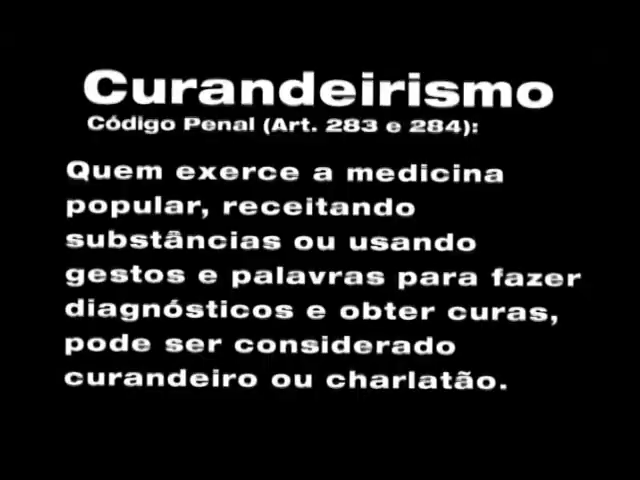 Curandeirismo
Código Penal (Art. 283 e 284):
Quem exerce a medicina
popular, receitando
substâncias ou usando
gestos e palavras para fazer
diagnósticos e obter curas,
pode ser considerado
curandeiro ou charlatão.